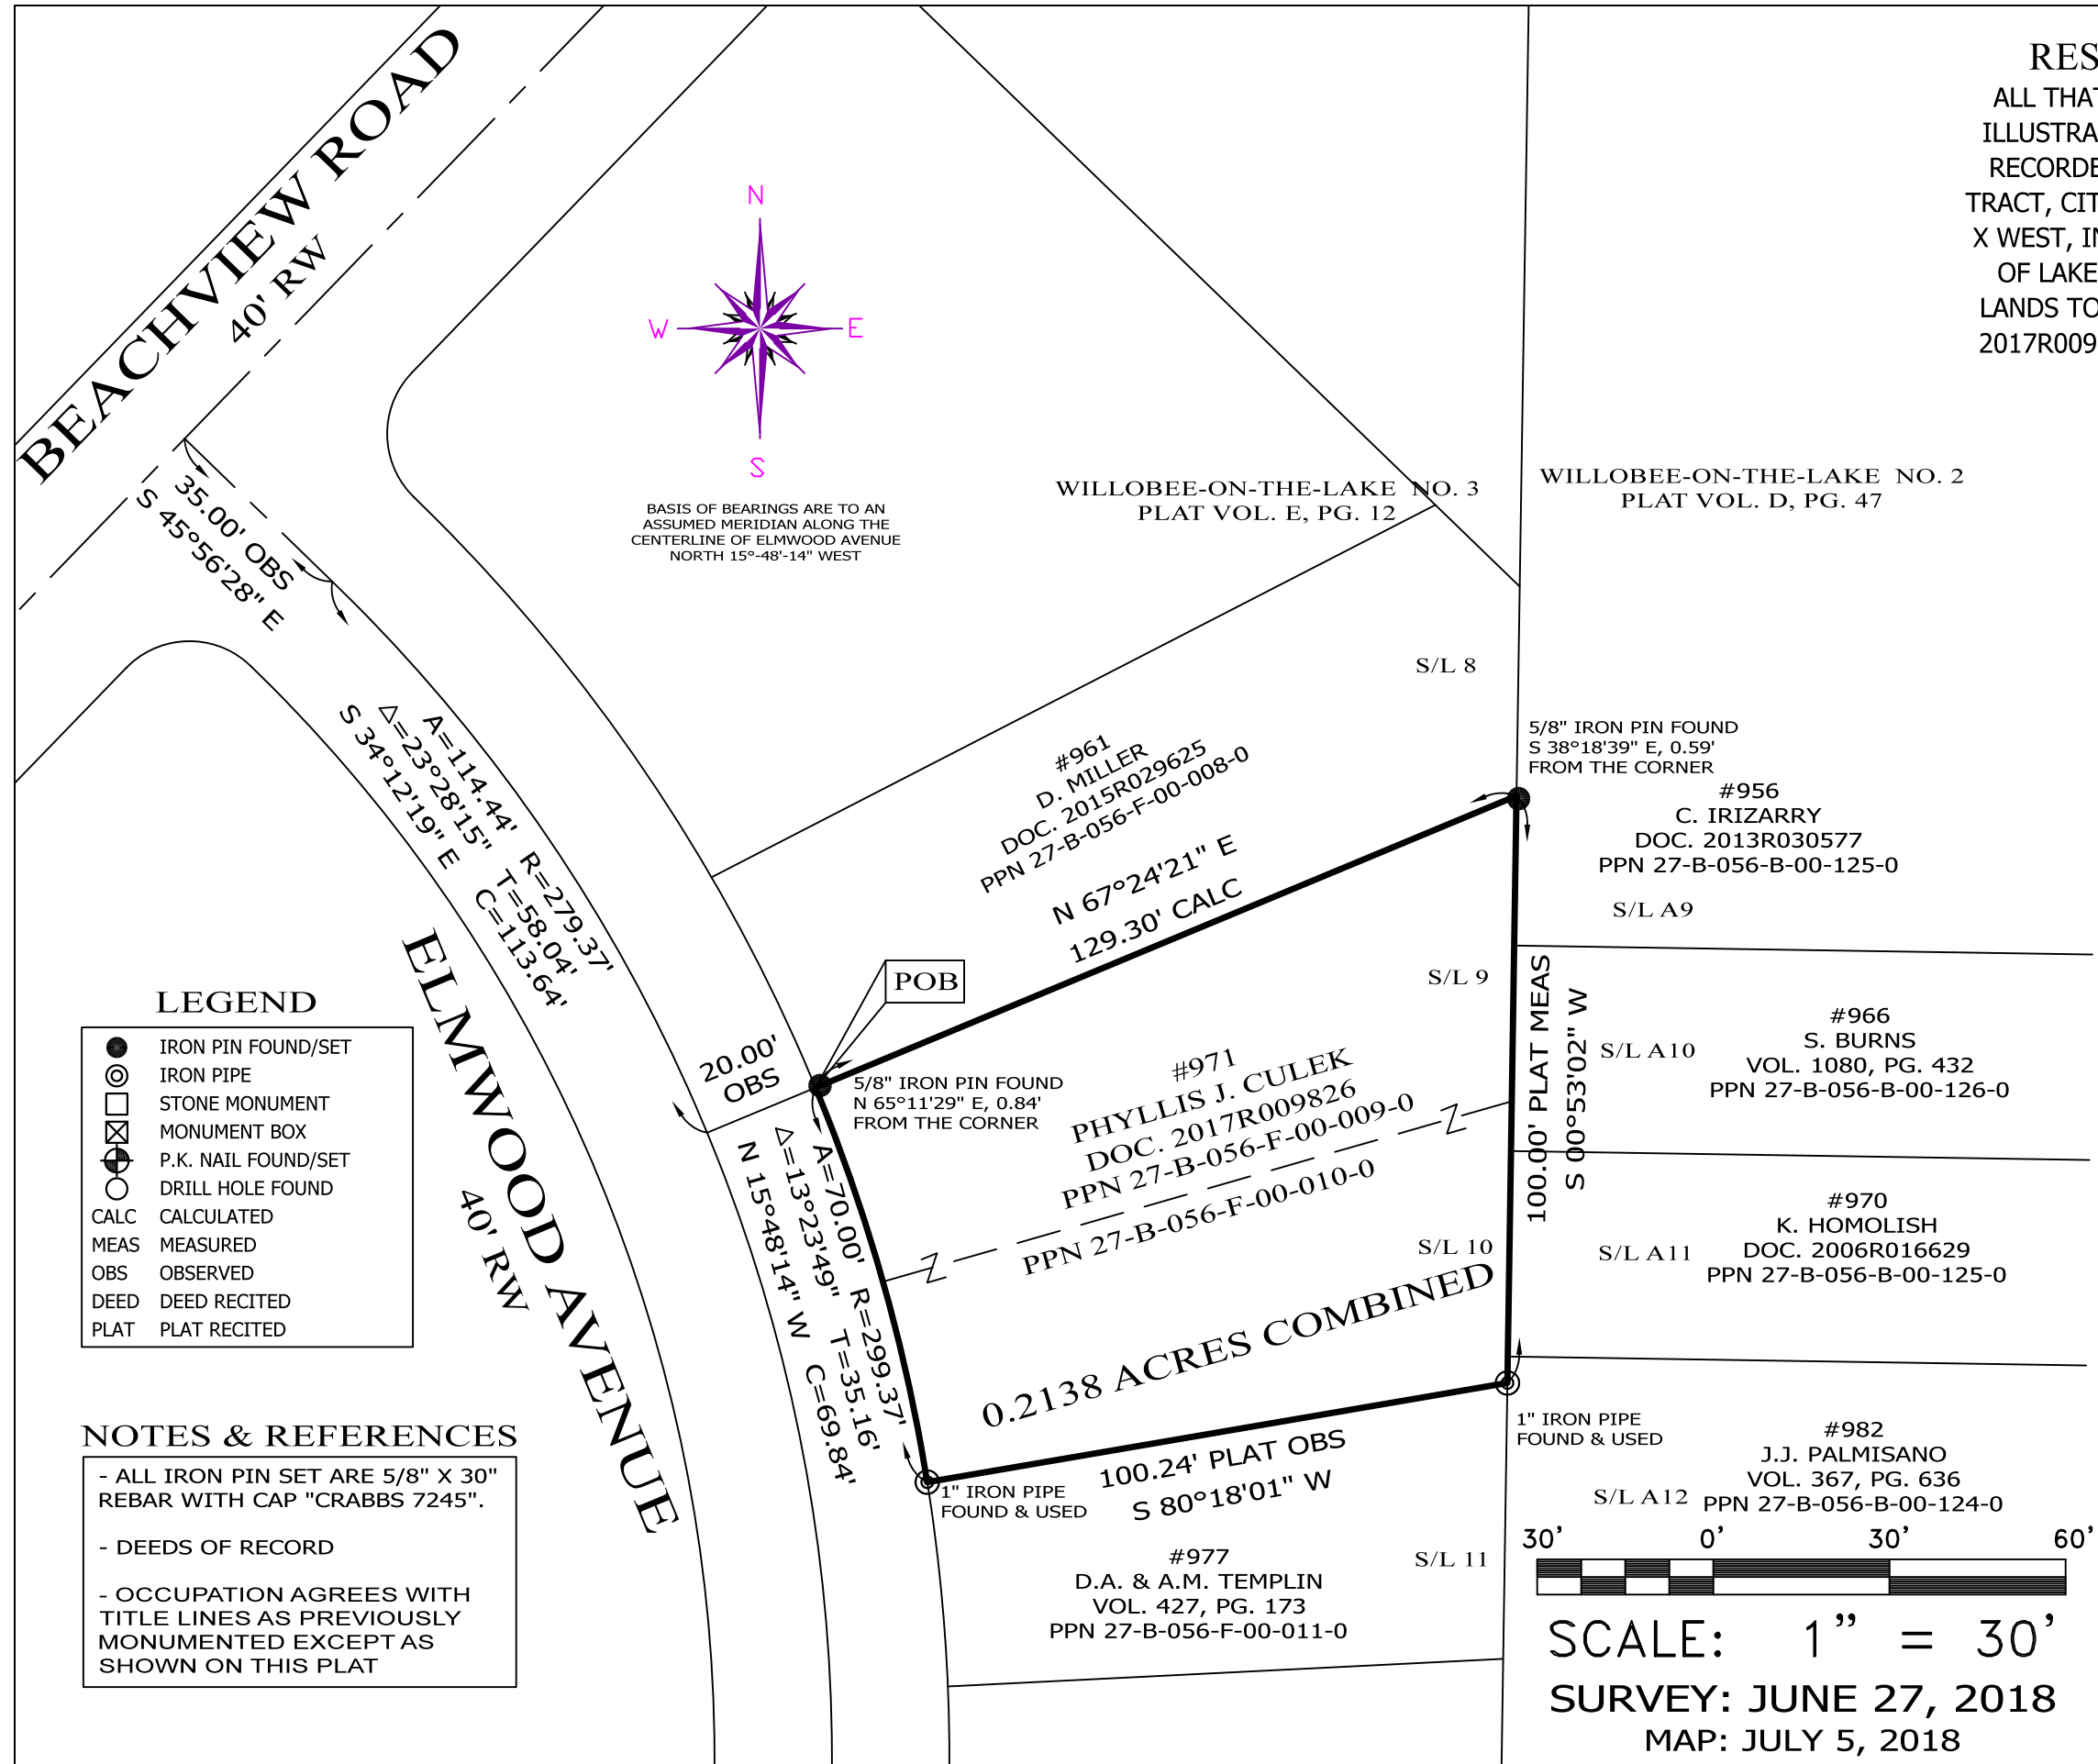 BEACHVIEW ROAD
40' RW
N
W
E
S
BASIS OF BEARINGS ARE TO AN
ASSUMED MERIDIAN ALONG THE
CENTERLINE OF ELMWOOD AVENUE
NORTH 15°-48'-14" WEST
RES
ALL THAT
ILLUSTRA
RECORDE
TRACT, CIT
X WEST, IN
OF LAKE
LANDS TO
2017R009
WILLOBEE-ON-THE-LAKE NO. 3
PLAT VOL. E, PG. 12
WILLOBEE-ON-THE-LAKE NO. 2
PLAT VOL. D, PG. 47
35.00' OBS
S 45°56'28" E
A=114.44' R=279.37'
Δ=23°28'15" T=58.04'
S 34°12'19" E C=113.64'
S/L 8
#961
D. MILLER
DOC. 2015R029625
PPN 27-B-056-F-00-008-0
N 67°24'21" E
129.30' CALC
5/8" IRON PIN FOUND
S 38°18'39" E, 0.59'
FROM THE CORNER
#956
C. IRIZARRY
DOC. 2013R030577
PPN 27-B-056-B-00-125-0
S/L A9
S/L 9
POB
20.00'
OBS
5/8" IRON PIN FOUND
N 65°11'29" E, 0.84'
FROM THE CORNER
ELMWOOD AVENUE
40' RW
A=70.00' R=299.37'
Δ=13°23'49" T=35.16'
N 15°48'14" W C=69.84'
#971
PHYLLIS J. CULEK
DOC. 2017R009826
PPN 27-B-056-F-00-009-0
PPN 27-B-056-F-00-010-0
Z
Z
S/L 10
0.2138 ACRES COMBINED
100.00' PLAT MEAS
S 00°53'02" W
S/L A10
#966
S. BURNS
VOL. 1080, PG. 432
PPN 27-B-056-B-00-126-0
S/L A11
#970
K. HOMOLISH
DOC. 2006R016629
PPN 27-B-056-B-00-125-0
100.24' PLAT OBS
S 80°18'01" W
1" IRON PIPE
FOUND & USED
1" IRON PIPE
FOUND & USED
#982
J.J. PALMISANO
VOL. 367, PG. 636
PPN 27-B-056-B-00-124-0
S/L A12
#977
D.A. & A.M. TEMPLIN
VOL. 427, PG. 173
PPN 27-B-056-F-00-011-0
S/L 11
LEGEND
IRON PIN FOUND/SET
IRON PIPE
STONE MONUMENT
MONUMENT BOX
P.K. NAIL FOUND/SET
DRILL HOLE FOUND
CALC CALCULATED
MEAS MEASURED
OBS OBSERVED
DEED DEED RECITED
PLAT PLAT RECITED
NOTES & REFERENCES
- ALL IRON PIN SET ARE 5/8" X 30"
REBAR WITH CAP "CRABBS 7245".
- DEEDS OF RECORD
- OCCUPATION AGREES WITH
TITLE LINES AS PREVIOUSLY
MONUMENTED EXCEPT AS
SHOWN ON THIS PLAT
30' 0' 30' 60'
SCALE: 1" = 30'
SURVEY: JUNE 27, 2018
MAP: JULY 5, 2018